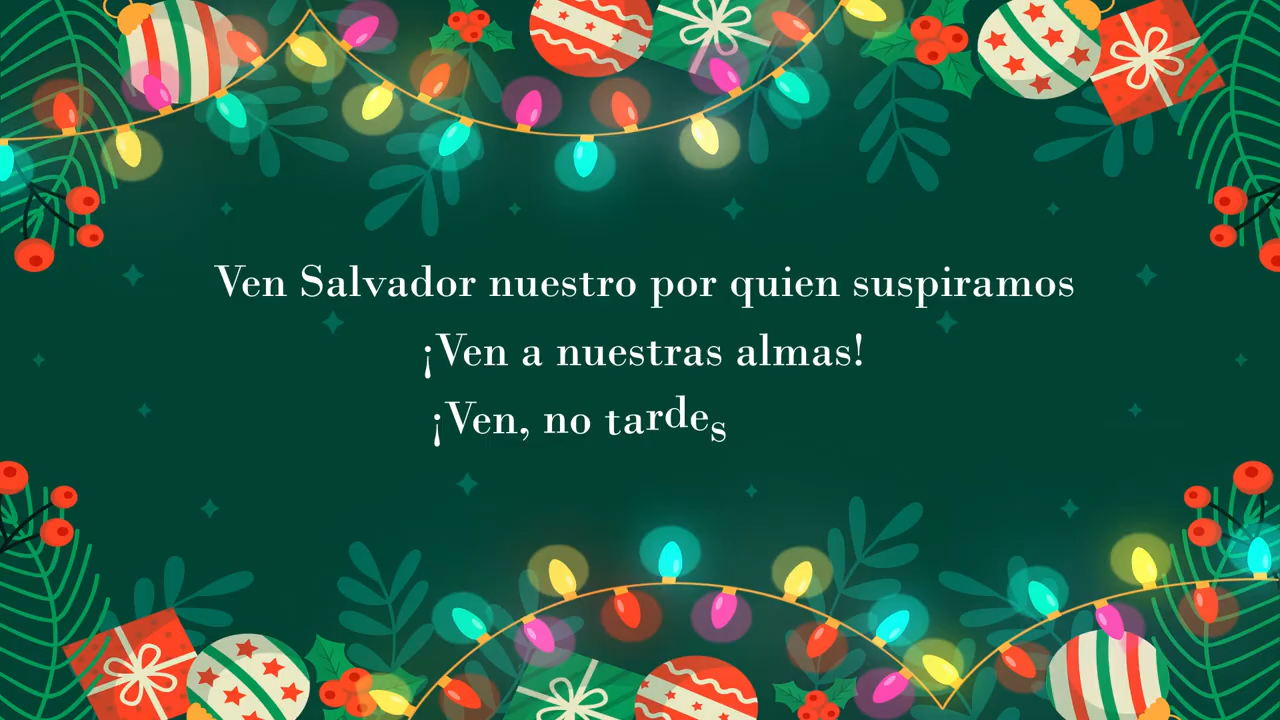 Ven Salvador nuestro por quien suspiramos
¡Ven a nuestras almas!
¡Ven, no tardes